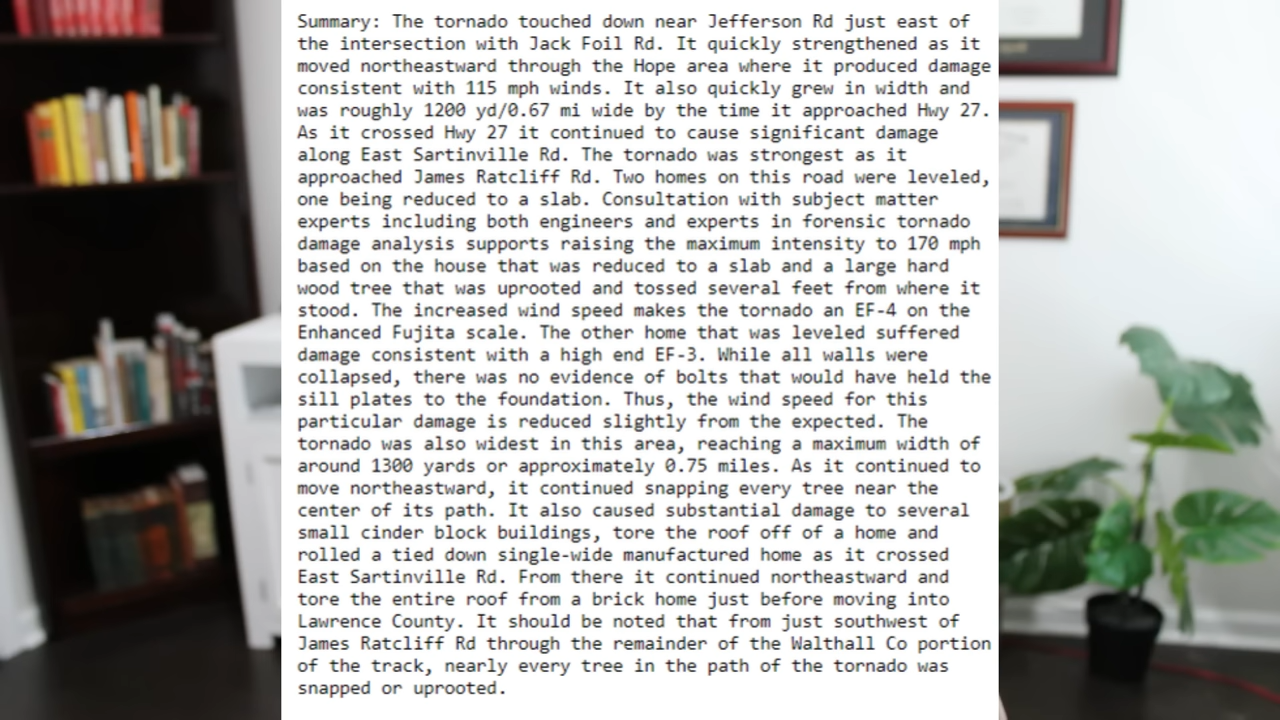 Summary: The tornado touched down near Jefferson Rd just east of
the intersection with Jack Foil Rd. It quickly strengthened as it
moved northeastward through the Hope area where it produced damage
consistent with 115 mph winds. It also quickly grew in width and
was roughly 1200 yd/0.67 mi wide by the time it approached Hwy 27.
As it crossed Hwy 27 it continued to cause significant damage
along East Sartinville Rd. The tornado was strongest as it
approached James Ratcliff Rd. Two homes on this road were leveled,
one being reduced to a slab. Consultation with subject matter
experts including both engineers and experts in forensic tornado
damage analysis supports raising the maximum intensity to 170 mph
based on the house that was reduced to a slab and a large hard
wood tree that was uprooted and tossed several feet from where it
stood. The increased wind speed makes the tornado an EF-4 on the
Enhanced Fujita scale. The other home that was leveled suffered
damage consistent with a high end EF-3. While all walls were
collapsed, there was no evidence of bolts that would have held the
sill plates to the foundation. Thus, the wind speed for this
particular damage is reduced slightly from the expected. The
tornado was also widest in this area, reaching a maximum width of
around 1300 yards or approximately 0.75 miles. As it continued to
move northeastward, it continued snapping every tree near the
center of its path. It also caused substantial damage to several
small cinder block buildings, tore the roof off of a home and
rolled a tied down single-wide manufactured home as it crossed
East Sartinville Rd. From there it continued northeastward and
tore the entire roof from a brick home just before moving into
Lawrence County. It should be noted that from just southwest of
James Ratcliff Rd through the remainder of the Walthall Co portion
of the track, nearly every tree in the path of the tornado was
snapped or uprooted.